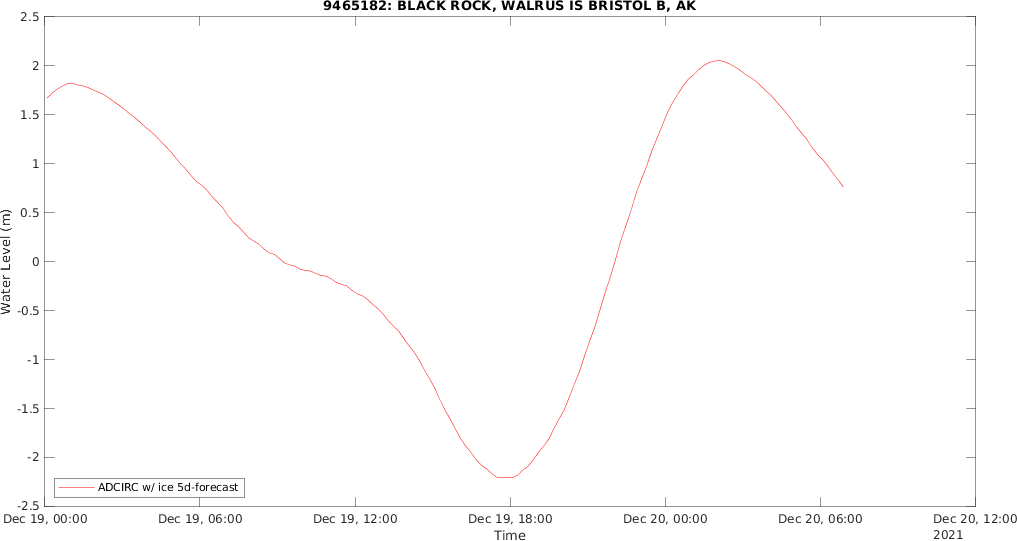 9465182: BLACK ROCK, WALRUS IS BRISTOL B, AK
2.5
2
1.5
1
0.5
0
-0.5
-1
-1.5
-2
-2.5
Water Level (m)
ADCIRC w/ ice 5d-forecast
Dec 19, 00:00 Dec 19, 06:00 Dec 19, 12:00 Dec 19, 18:00 Dec 20, 00:00 Dec 20, 06:00 Dec 20, 12:00
Time
2021